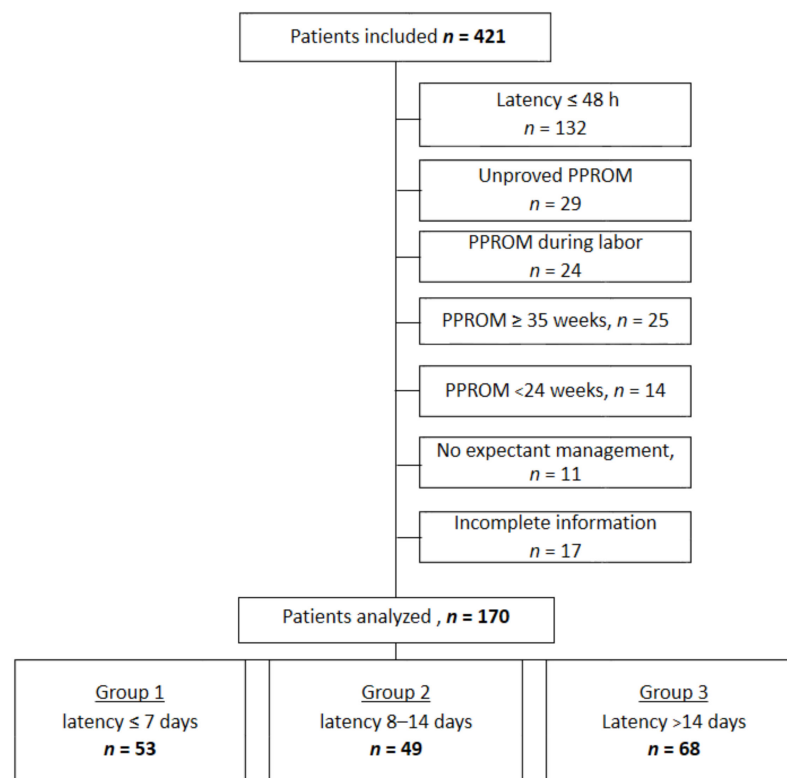 Patients included n = 421
Latency ≤ 48 h
n = 132
Unproved PPROM
n = 29
PPROM during labor
n = 24
PPROM ≥ 35 weeks, n = 25
PPROM <24 weeks, n = 14
No expectant management,
n = 11
Incomplete information
n = 17
Patients analyzed , n = 170
Group 1
latency ≤ 7 days
n = 53
Group 2
latency 8–14 days
n = 49
Group 3
Latency >14 days
n = 68